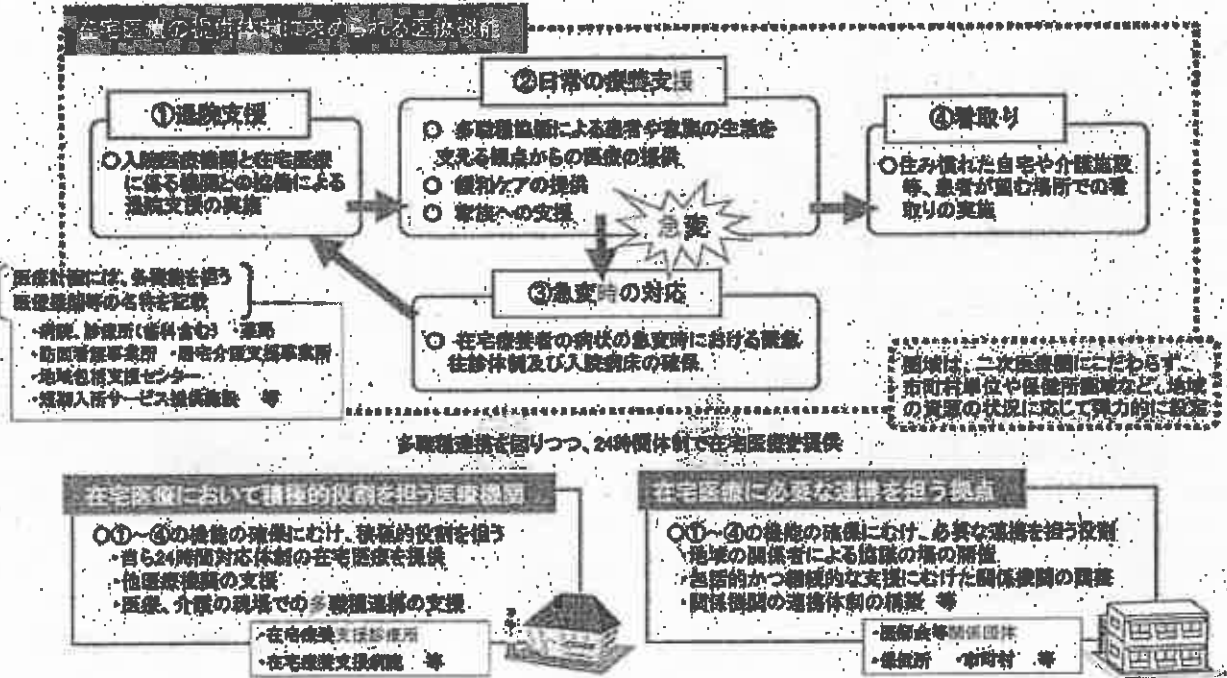 在宅医療の提供体制に求められる医療機能
①退院支援
○入院医療機関と在宅医療
に係る機関との協働による
退院支援の実施
②日常の療養支援
○ 多職種協働による患者や家族の生活を
支える観点からの医療の提供
○ 緩和ケアの提供
○ 家族への支援
急変
④看取り
○住み慣れた自宅や介護施設
等、患者が望む場所での看
取りの実施
③急変時の対応
○ 在宅療養者の病状の急変時における緊急
往診体制及び入院病床の確保
医療計画には、各機能を担う
医療機関等の名称を記載
・病院、診療所(歯科含む) 薬局
・訪問看護事業所 ・居宅介護支援事業所
・地域包括支援センター
・短期入所サービス提供施設 等
圏域は、二次医療圏にこだわらず、
市町村単位や保健所圏域など、地域
の資源の状況に応じて弾力的に設定
多職種連携を図りつつ、24時間体制で在宅医療を提供
在宅医療において積極的役割を担う医療機関
○①～④の機能の確保にむけ、積極的役割を担う
・自ら24時間対応体制の在宅医療を提供
・他医療機関の支援
・医療、介護の現場での多職種連携の支援
・在宅療養支援診療所
・在宅療養支援病院 等
在宅医療に必要な連携を担う拠点
○①～④の機能の確保にむけ、必要な連携を担う役割
・地域の関係者による協議の場の開催
・包括的かつ継続的な支援にむけた関係機関の調整
・関係機関の連携体制の構築 等
・医師会等関係団体
・保健所 ・市町村 等